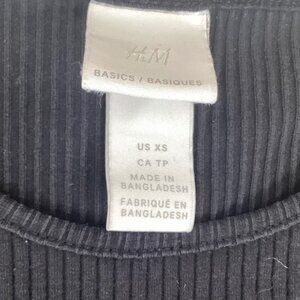 H&M
BASICS / BASIQUES
US XS
CA TP
MADE IN
BANGLADESH
FABRIQUÉ EN
BANGLADESH